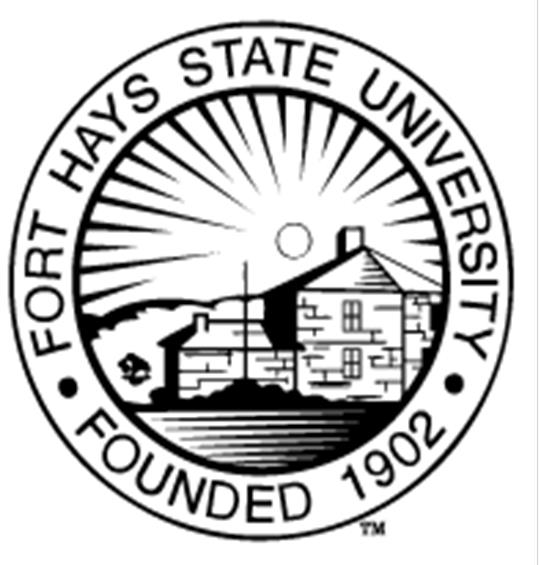 FORT HAYS STATE UNIVERSITY
• FOUNDED 1902 •
TM